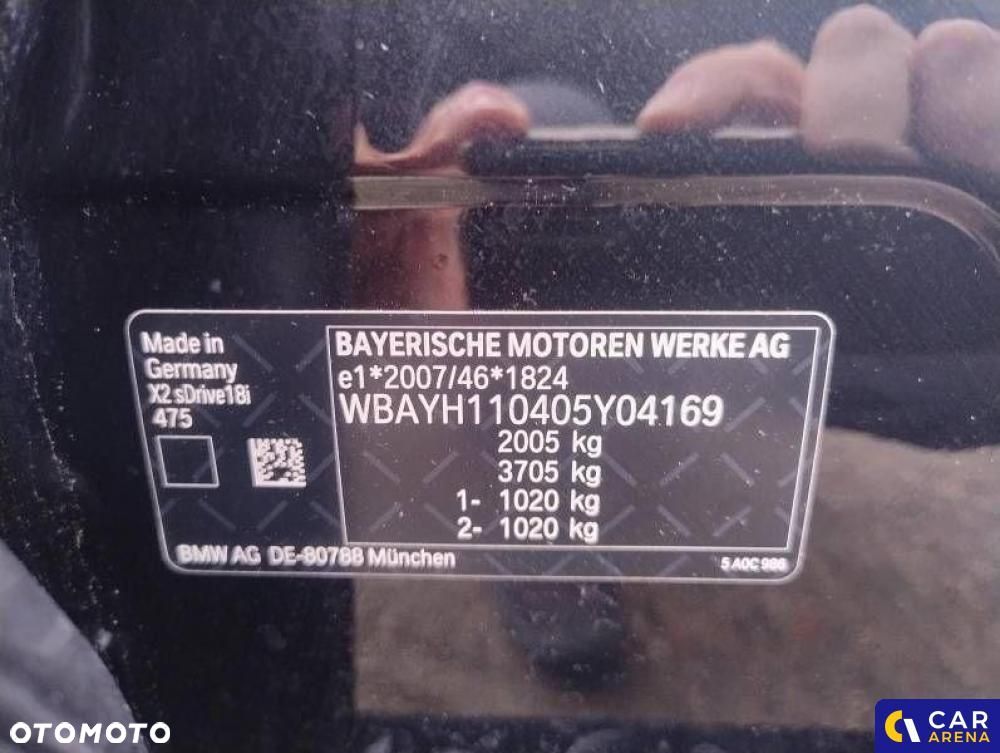 Made in
Germany
X2 sDrive18i
475
BAYERISCHE MOTOREN WERKE AG
e1*2007/46*1824
WBAYH110405Y04169
2005 kg
3705 kg
1- 1020 kg
2- 1020 kg
BMW AG DE-80788 München
5 A0C 986
OTOMOTO
CAR
ARENA